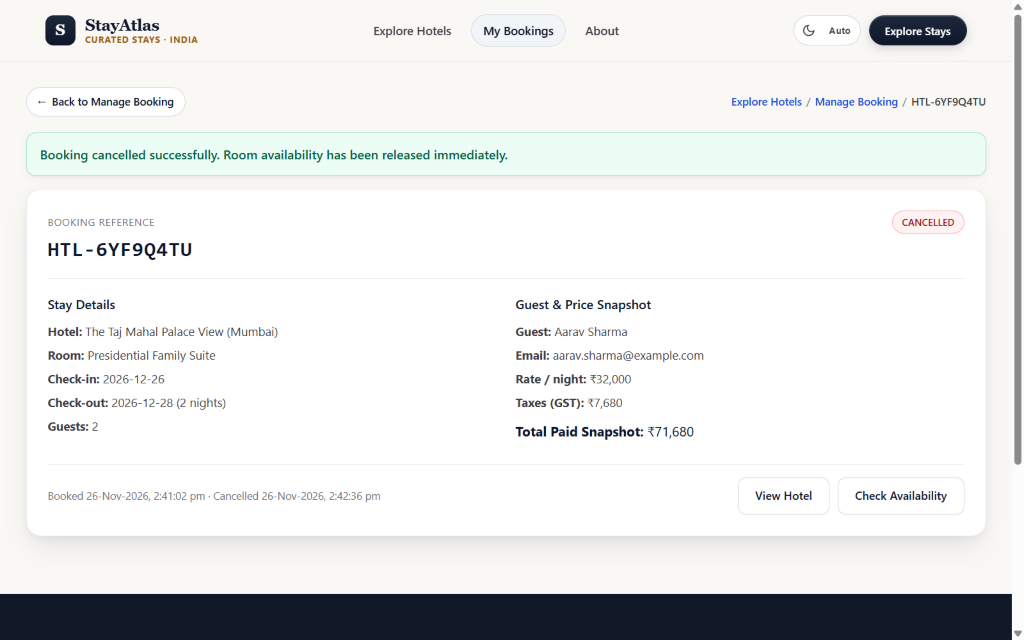 S
StayAtlas
CURATED STAYS · INDIA
Explore Hotels
My Bookings
About
Auto
Explore Stays
← Back to Manage Booking
Explore Hotels / Manage Booking / HTL-6YF9Q4TU
Booking cancelled successfully. Room availability has been released immediately.
BOOKING REFERENCE
HTL-6YF9Q4TU
CANCELLED
Stay Details
Hotel: The Taj Mahal Palace View (Mumbai)
Room: Presidential Family Suite
Check-in: 2026-12-26
Check-out: 2026-12-28 (2 nights)
Guests: 2
Guest & Price Snapshot
Guest: Aarav Sharma
Email: aarav.sharma@example.com
Rate / night: ₹32,000
Taxes (GST): ₹7,680
Total Paid Snapshot: ₹71,680
Booked 26-Nov-2026, 2:41:02 pm · Cancelled 26-Nov-2026, 2:42:36 pm
View Hotel
Check Availability